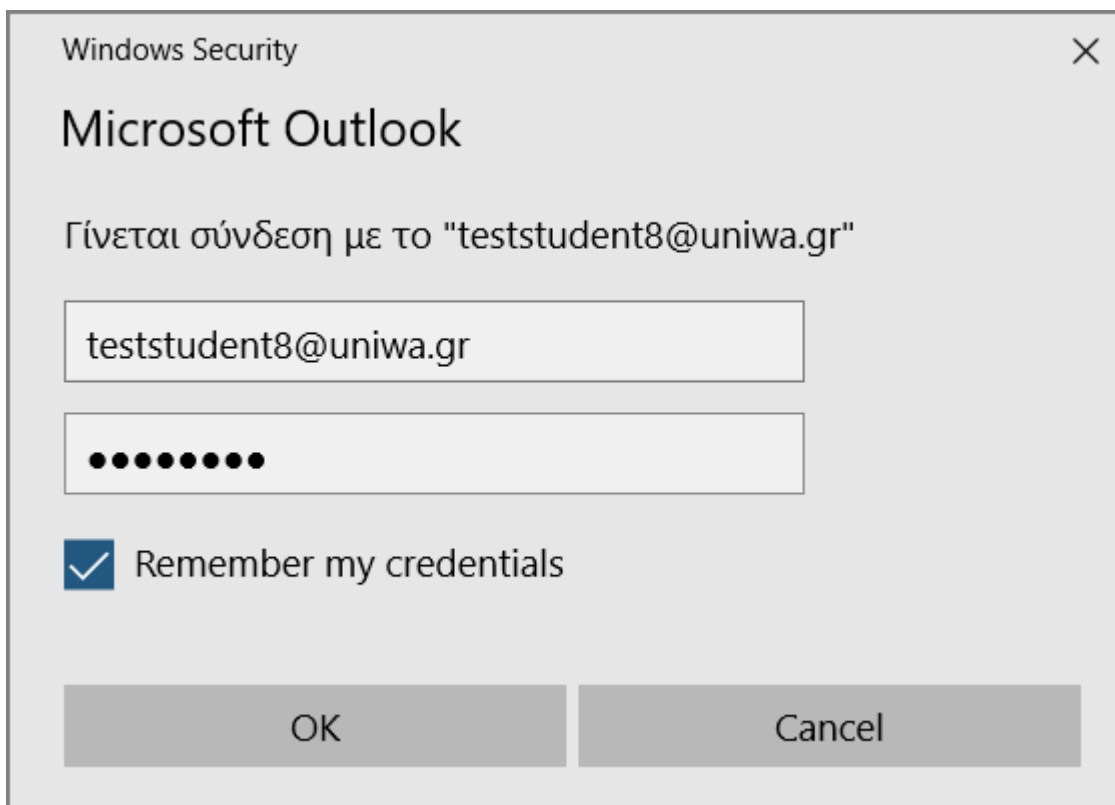 Windows Security
Microsoft Outlook
Γίνεται σύνδεση με το "teststudent8@uniwa.gr"
teststudent8@uniwa.gr
●●●●●●●●
Remember my credentials
OK
Cancel